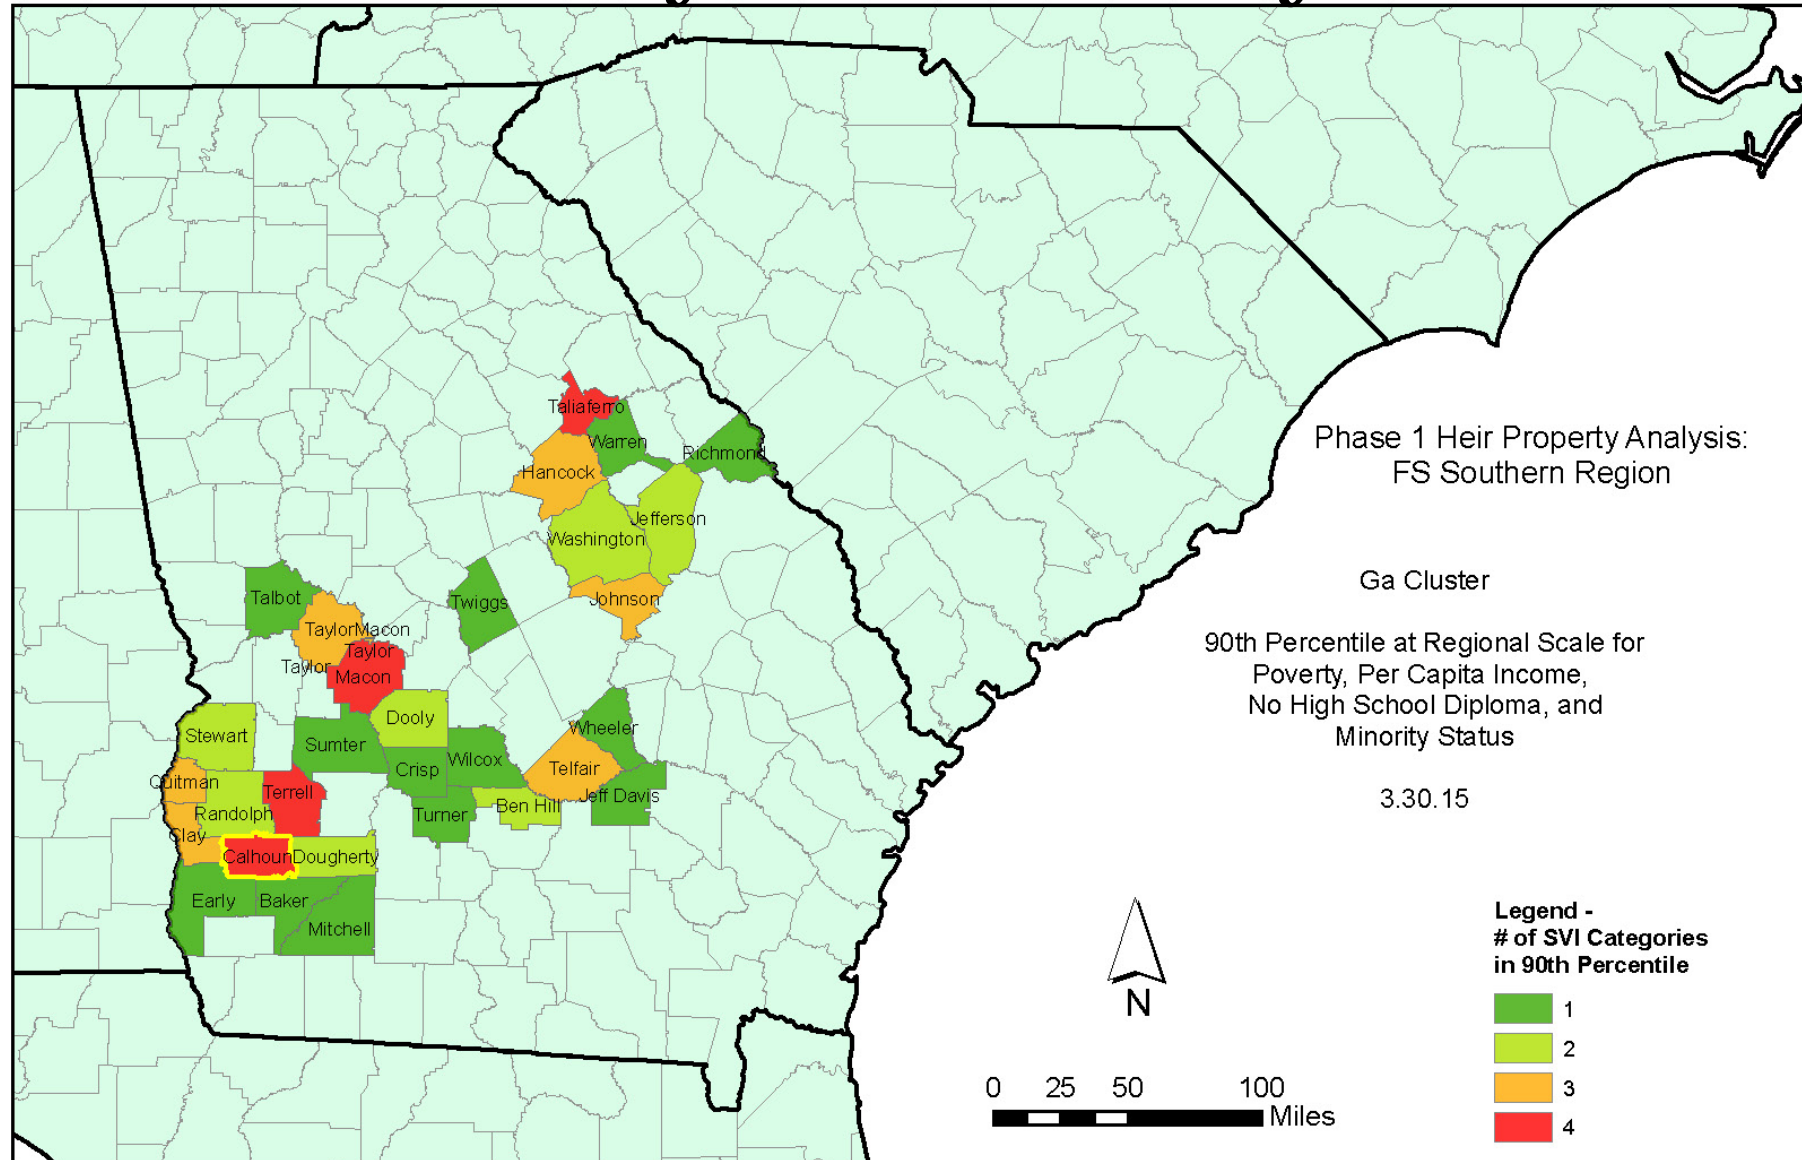 Taliaferro
Warren
Richmond
Hancock
Jefferson
Washington
Johnson
Talbot
Twiggs
Taylor
Macon
Taylor
Taylor
Macon
Dooly
Stewart
Sumter
Wheeler
Wilcox
Crisp
Telfair
Quitman
Terrell
Jeff Davis
Ben Hill
Randolph
Turner
Clay
Calhoun
Dougherty
Early
Baker
Mitchell
Phase 1 Heir Property Analysis:
FS Southern Region
Ga Cluster
90th Percentile at Regional Scale for
Poverty, Per Capita Income,
No High School Diploma, and
Minority Status
3.30.15
N
0 25 50 100
Miles
Legend -
# of SVI Categories
in 90th Percentile
1
2
3
4